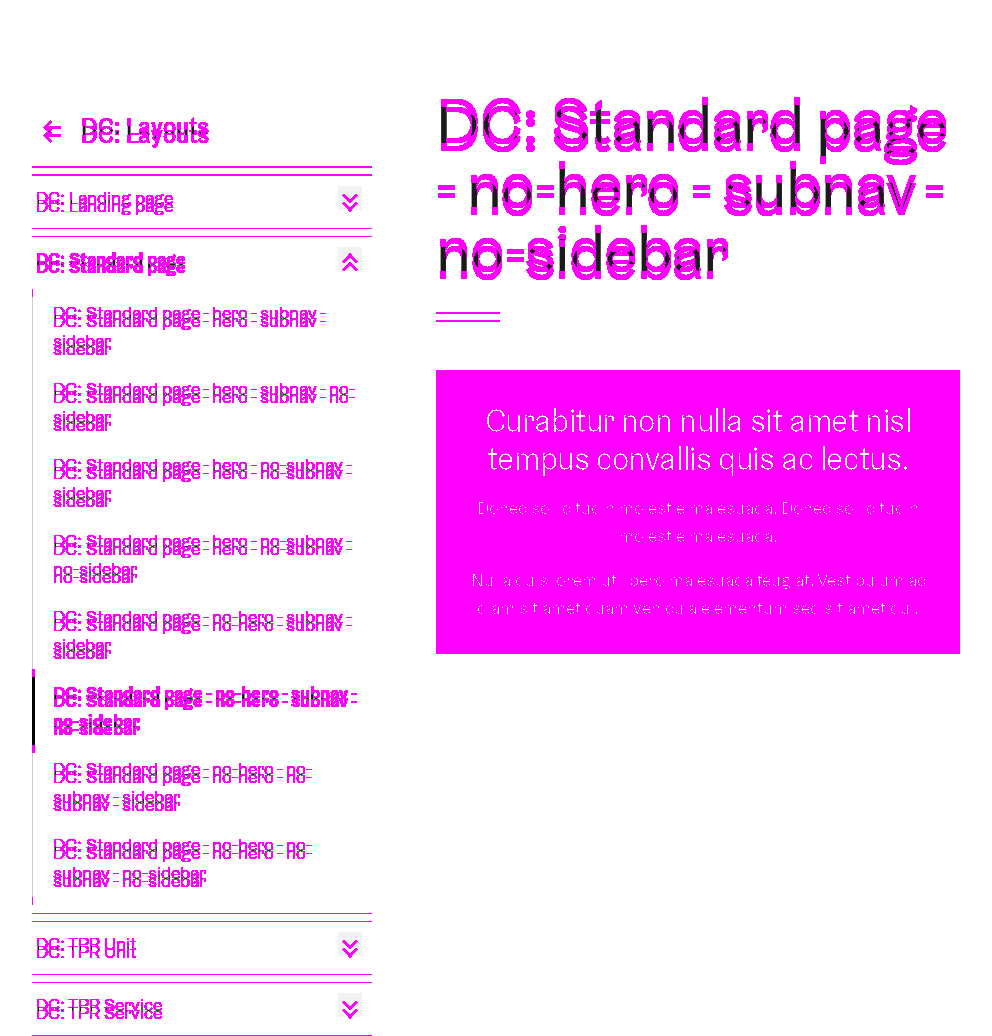 DC: Layouts
DC: Landing page
DC: Standard page
DC: Standard page - hero - subnav -
sidebar
DC: Standard page - hero - subnav - no-
sidebar
DC: Standard page - hero - no-subnav -
sidebar
DC: Standard page - hero - no-subnav -
no-sidebar
DC: Standard page - no-hero - subnav -
sidebar
DC: Standard page - no-hero - subnav -
no-sidebar
DC: Standard page - no-hero - no-
subnav - sidebar
DC: Standard page - no-hero - no-
subnav - no-sidebar
DC: TPR Unit
DC: TPR Service
DC: Standard page
- no-hero - subnav -
no-sidebar
Curabitur non nulla sit amet nisl
tempus convallis quis ac lectus.
Donec sollicitudin molestie malesuada. Donec sollicitudin
molestie malesuada.
Nulla quis lorem ut libero malesuada feugiat. Vestibulum ac
diam sit amet quam vehicula elementum sed sit amet dui.